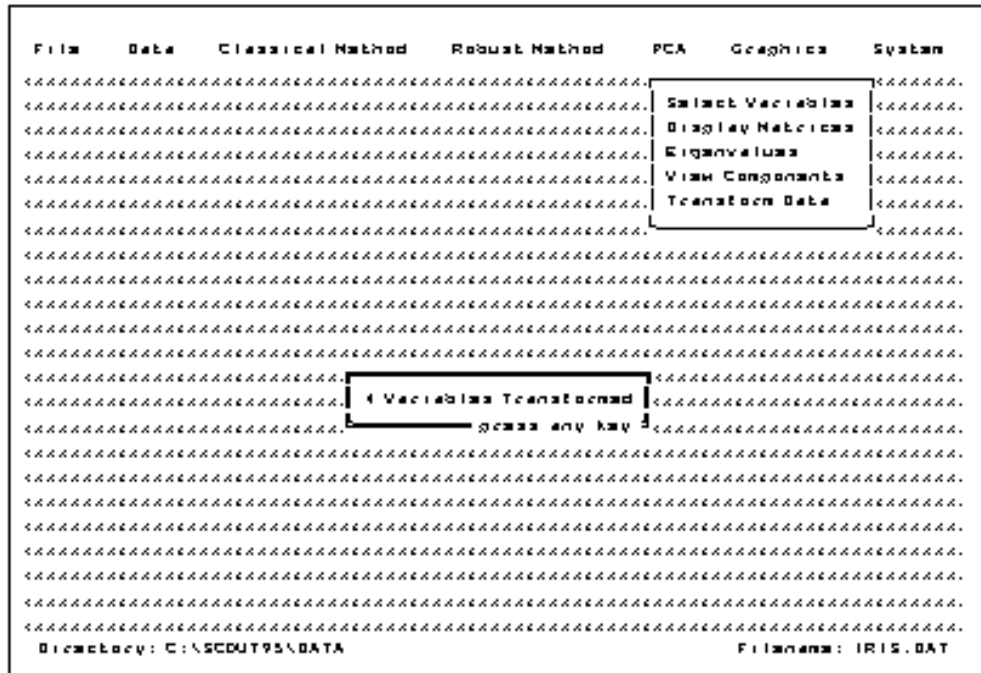 File Data Classical Method Robust Method PCA Graphics System
Select Variables
Display Matrices
Eigenvalues
View Components
Transform Data
4 Variables Transformed
press any key
Directory: C:\SCOUT95\DATA Filename: IRIS.DAT